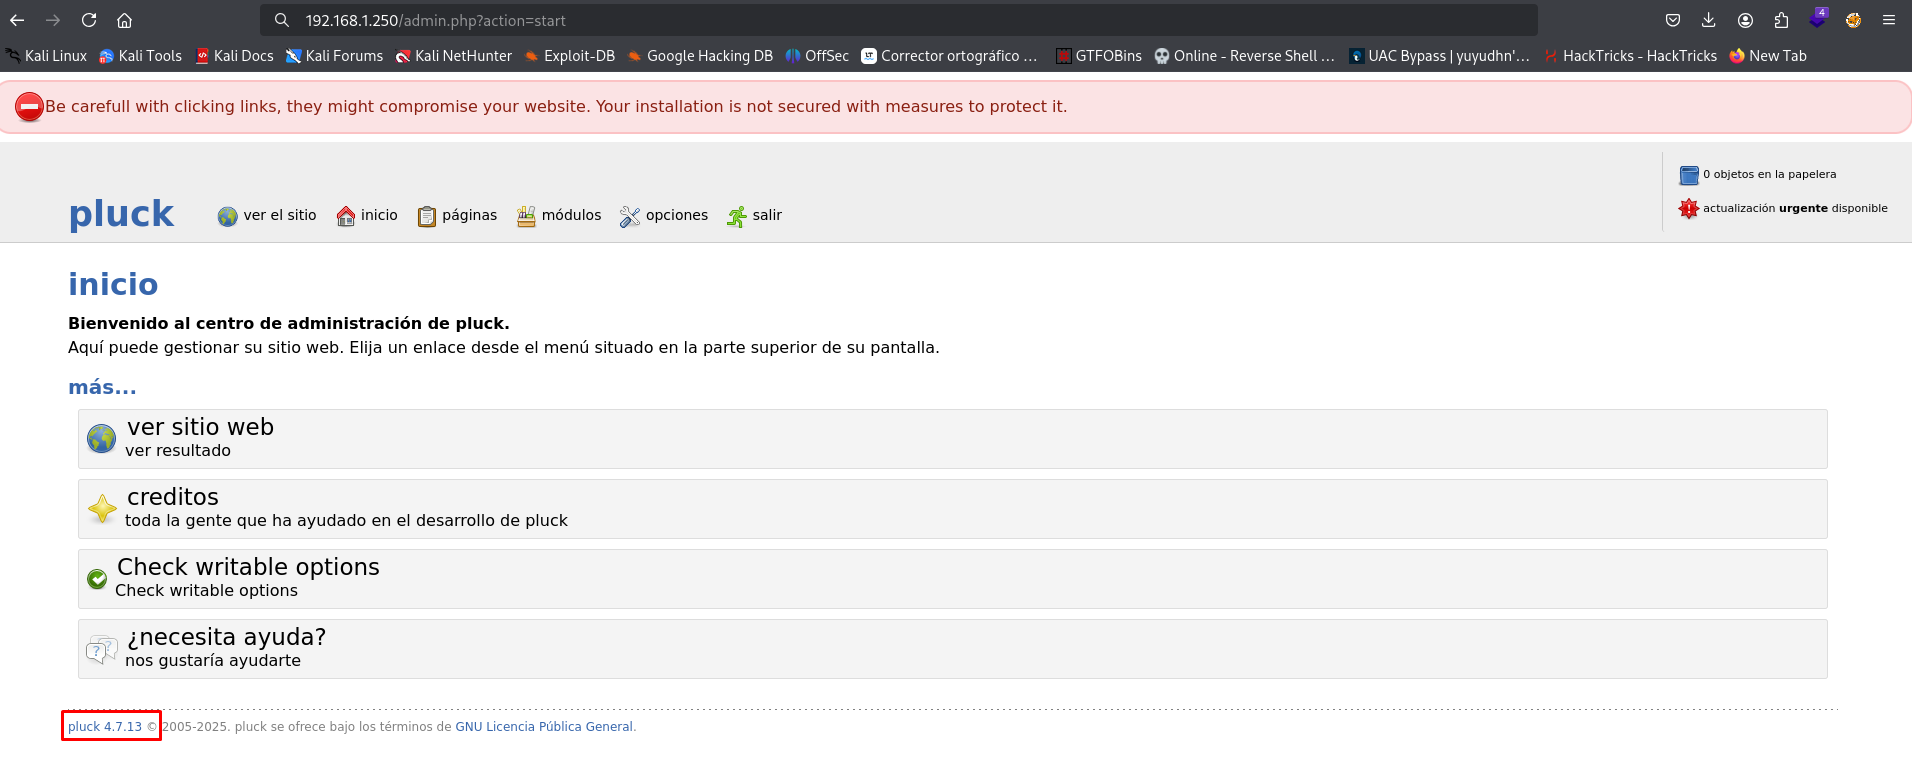 192.168.1.250/admin.php?action=start
4
Kali Linux Kali Tools Kali Docs Kali Forums Kali NetHunter Exploit-DB Google Hacking DB OffSec Corrector ortográfico ... GTFOBins Online - Reverse Shell ... UAC Bypass | yuyudhn'... HackTricks - HackTricks New Tab
Be carefull with clicking links, they might compromise your website. Your installation is not secured with measures to protect it.
0 objetos en la papelera
actualización urgente disponible
pluck ver el sitio inicio páginas módulos opciones salir
inicio
Bienvenido al centro de administración de pluck.
Aquí puede gestionar su sitio web. Elija un enlace desde el menú situado en la parte superior de su pantalla.
más...
ver sitio web
ver resultado
creditos
toda la gente que ha ayudado en el desarrollo de pluck
Check writable options
Check writable options
¿necesita ayuda?
nos gustaría ayudarte
pluck 4.7.13 © 2005-2025. pluck se ofrece bajo los términos de GNU Licencia Pública General.